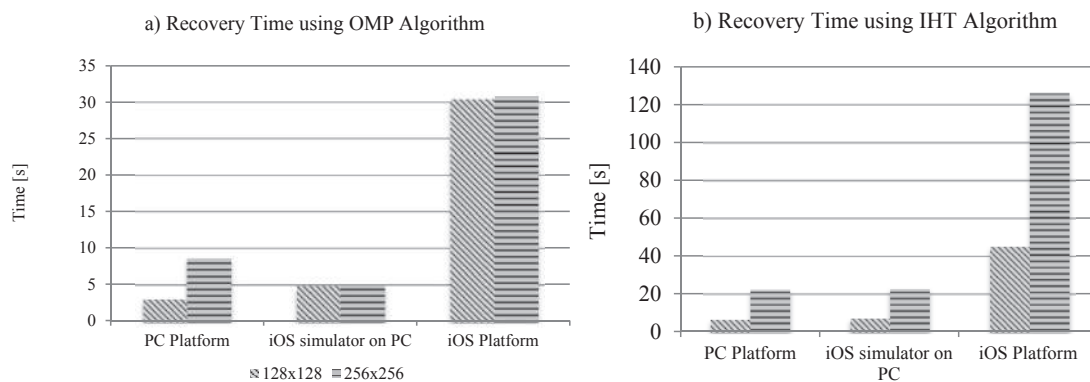 a) Recovery Time using OMP Algorithm
Time [s]
35
30
25
20
15
10
5
0
PC Platform iOS simulator on PC iOS Platform
128x128 256x256
b) Recovery Time using IHT Algorithm
Time [s]
140
120
100
80
60
40
20
0
PC Platform iOS simulator on iOS Platform
PC